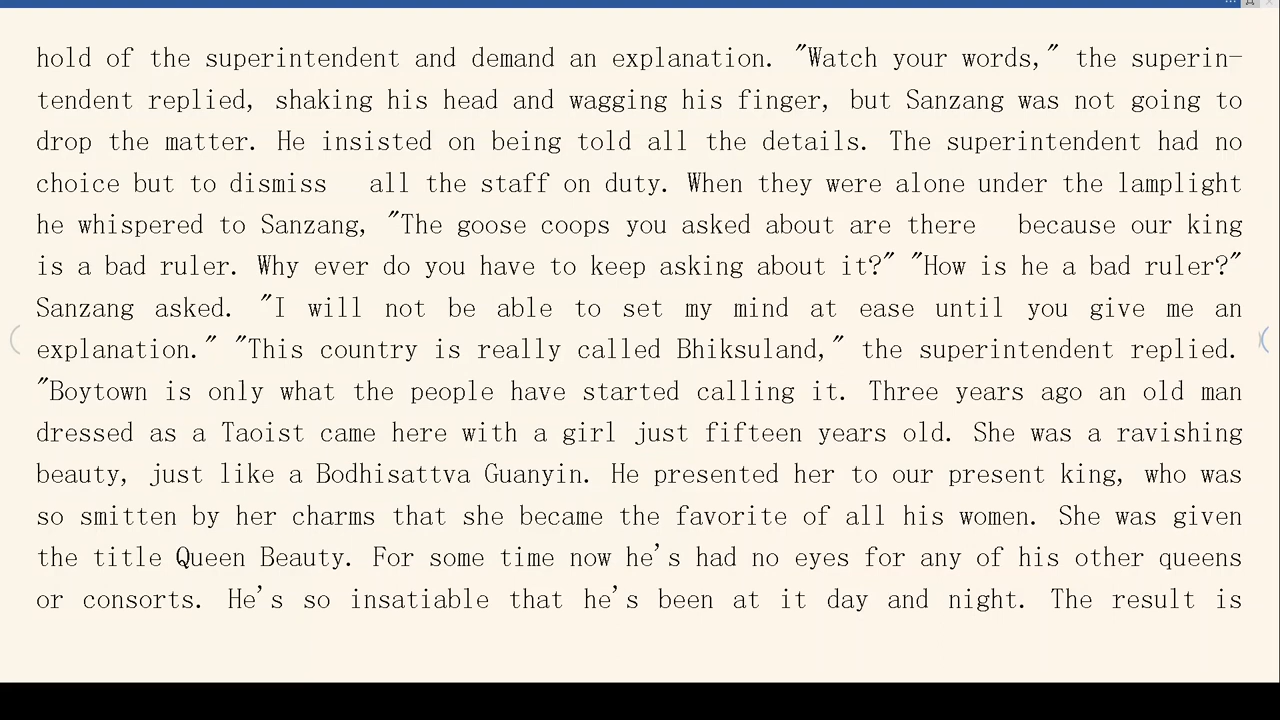 hold of the superintendent and demand an explanation. "Watch your words," the superin-
tendent replied, shaking his head and wagging his finger, but Sanzang was not going to
drop the matter. He insisted on being told all the details. The superintendent had no
choice but to dismiss all the staff on duty. When they were alone under the lamplight
he whispered to Sanzang, "The goose coops you asked about are there because our king
is a bad ruler. Why ever do you have to keep asking about it?" "How is he a bad ruler?"
Sanzang asked. "I will not be able to set my mind at ease until you give me an
explanation." "This country is really called Bhiksuland," the superintendent replied.
"Boytown is only what the people have started calling it. Three years ago an old man
dressed as a Taoist came here with a girl just fifteen years old. She was a ravishing
beauty, just like a Bodhisattva Guanyin. He presented her to our present king, who was
so smitten by her charms that she became the favorite of all his women. She was given
the title Queen Beauty. For some time now he's had no eyes for any of his other queens
or consorts. He's so insatiable that he's been at it day and night. The result is